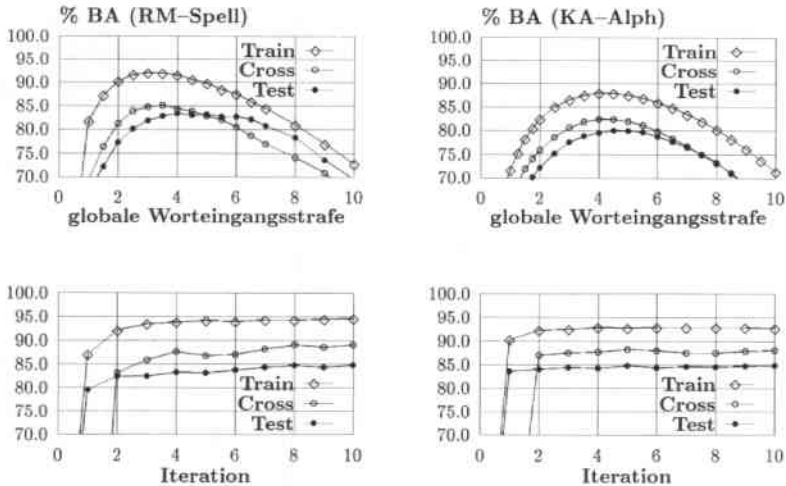 % BA (RM–Spell)
100.0
95.0
90.0
85.0
80.0
75.0
70.0
Train
Cross
Test
0 2 4 6 8 10
globale Worteingangsstrafe
% BA (KA–Alph)
100.0
95.0
90.0
85.0
80.0
75.0
70.0
Train
Cross
Test
0 2 4 6 8 10
globale Worteingangsstrafe
100.0
95.0
90.0
85.0
80.0
75.0
70.0
Train
Cross
Test
0 2 4 6 8 10
Iteration
100.0
95.0
90.0
85.0
80.0
75.0
70.0
Train
Cross
Test
0 2 4 6 8 10
Iteration